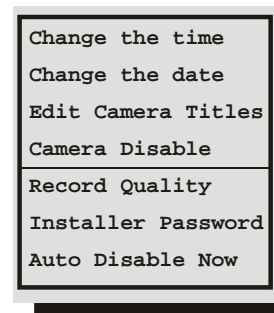 Change the time
Change the date
Edit Camera Titles
Camera Disable
Record Quality
Installer Password
Auto Disable Now